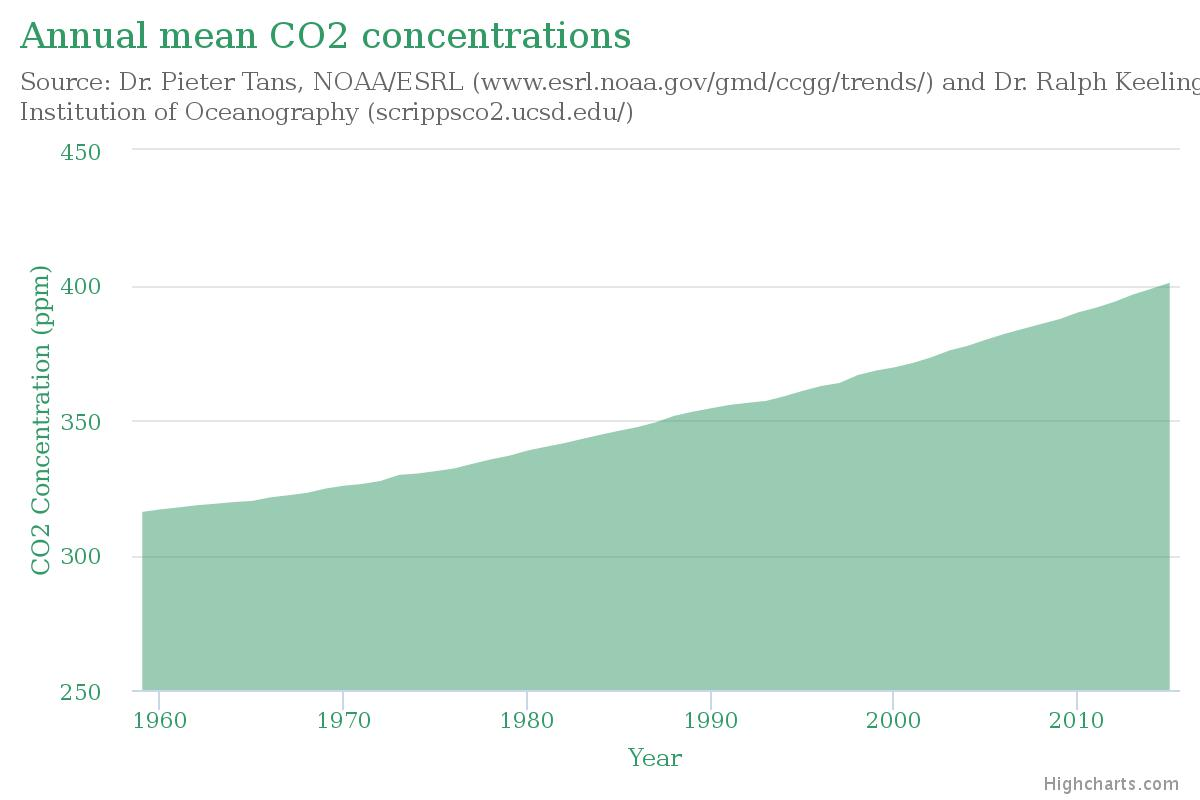 Annual mean CO2 concentrations
Source: Dr. Pieter Tans, NOAA/ESRL (www.esrl.noaa.gov/gmd/ccgg/trends/) and Dr. Ralph Keeling
Institution of Oceanography (scrippsco2.ucsd.edu/)
450
400
350
300
250
CO2 Concentration (ppm)
1960 1970 1980 1990 2000 2010
Year
Highcharts.com